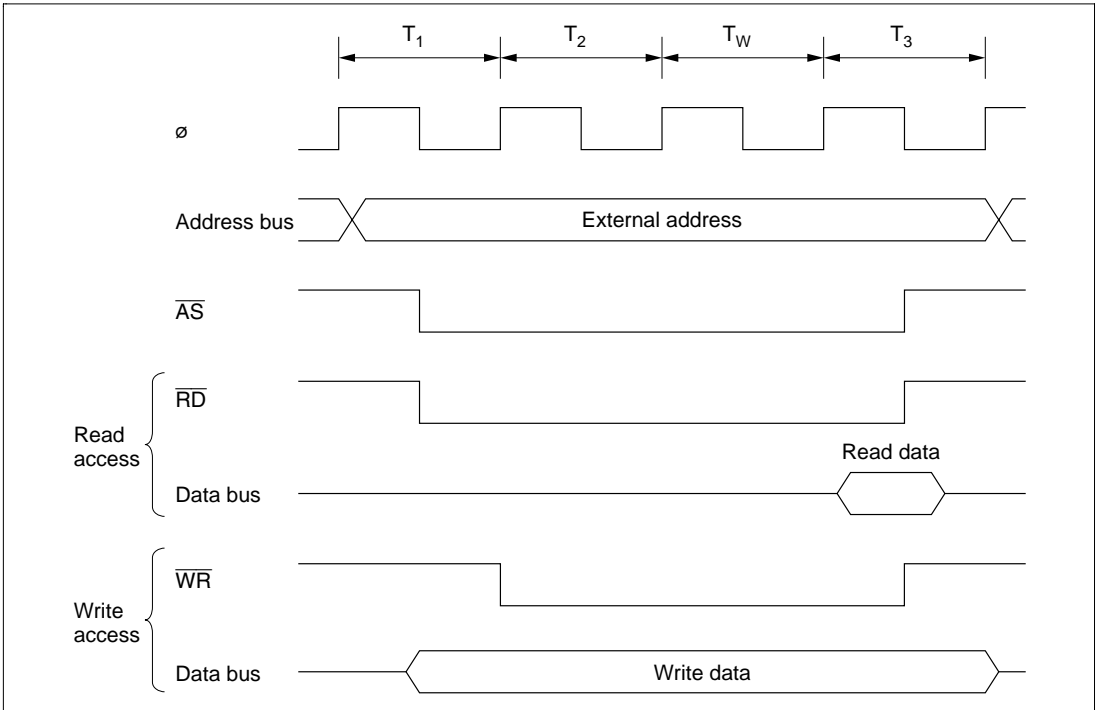 T1 T2 TW T3
ø
Address bus External address
AS
RD
Read access
Read data
Data bus
WR
Write access
Data bus Write data